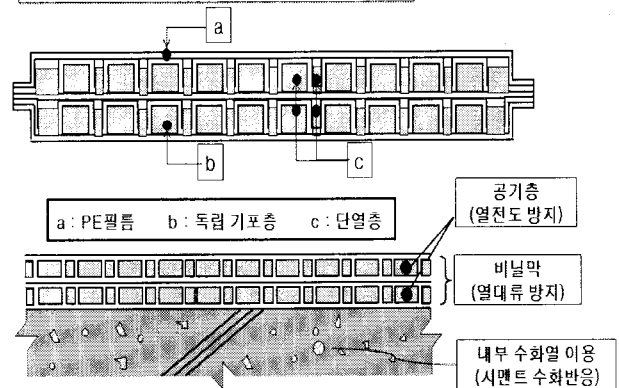 a
b
c
a : PE필름 b : 독립 기포층 c : 단열층
공기층
(열전도 방지)
비닐막
(열대류 방지)
내부 수화열 이용
(시멘트 수화반응)